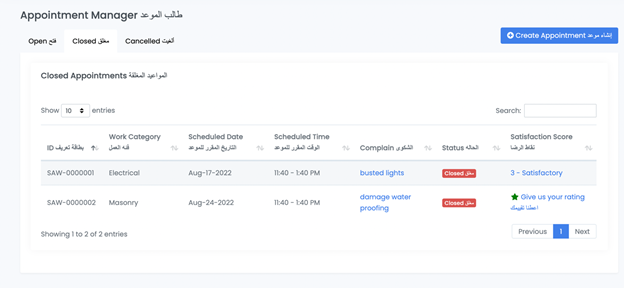 Appointment Manager طالب الموعد
Open فتح
Closed مغلق
Cancelled ألغيت
Create Appointment إنشاء موعد
Closed Appointments المواعيد المغلقة
Show 10 entries
Search:
ID بطاقة تعريف
Work Category
فئه العمل
Scheduled Date
التاريخ المقرر للموعد
Scheduled Time
الوقت المقرر للموعد
Complain الشكوى
Status الحاله
Satisfaction Score
نقاط الرضا
SAW-0000001 Electrical Aug-17-2022 11:40 - 1:40 PM busted lights Closed مغلق 3 - Satisfactory
SAW-0000002 Masonry Aug-24-2022 11:40 - 1:40 PM damage water proofing Closed مغلق Give us your rating
اعطنا تقييمك
Showing 1 to 2 of 2 entries
Previous 1 Next